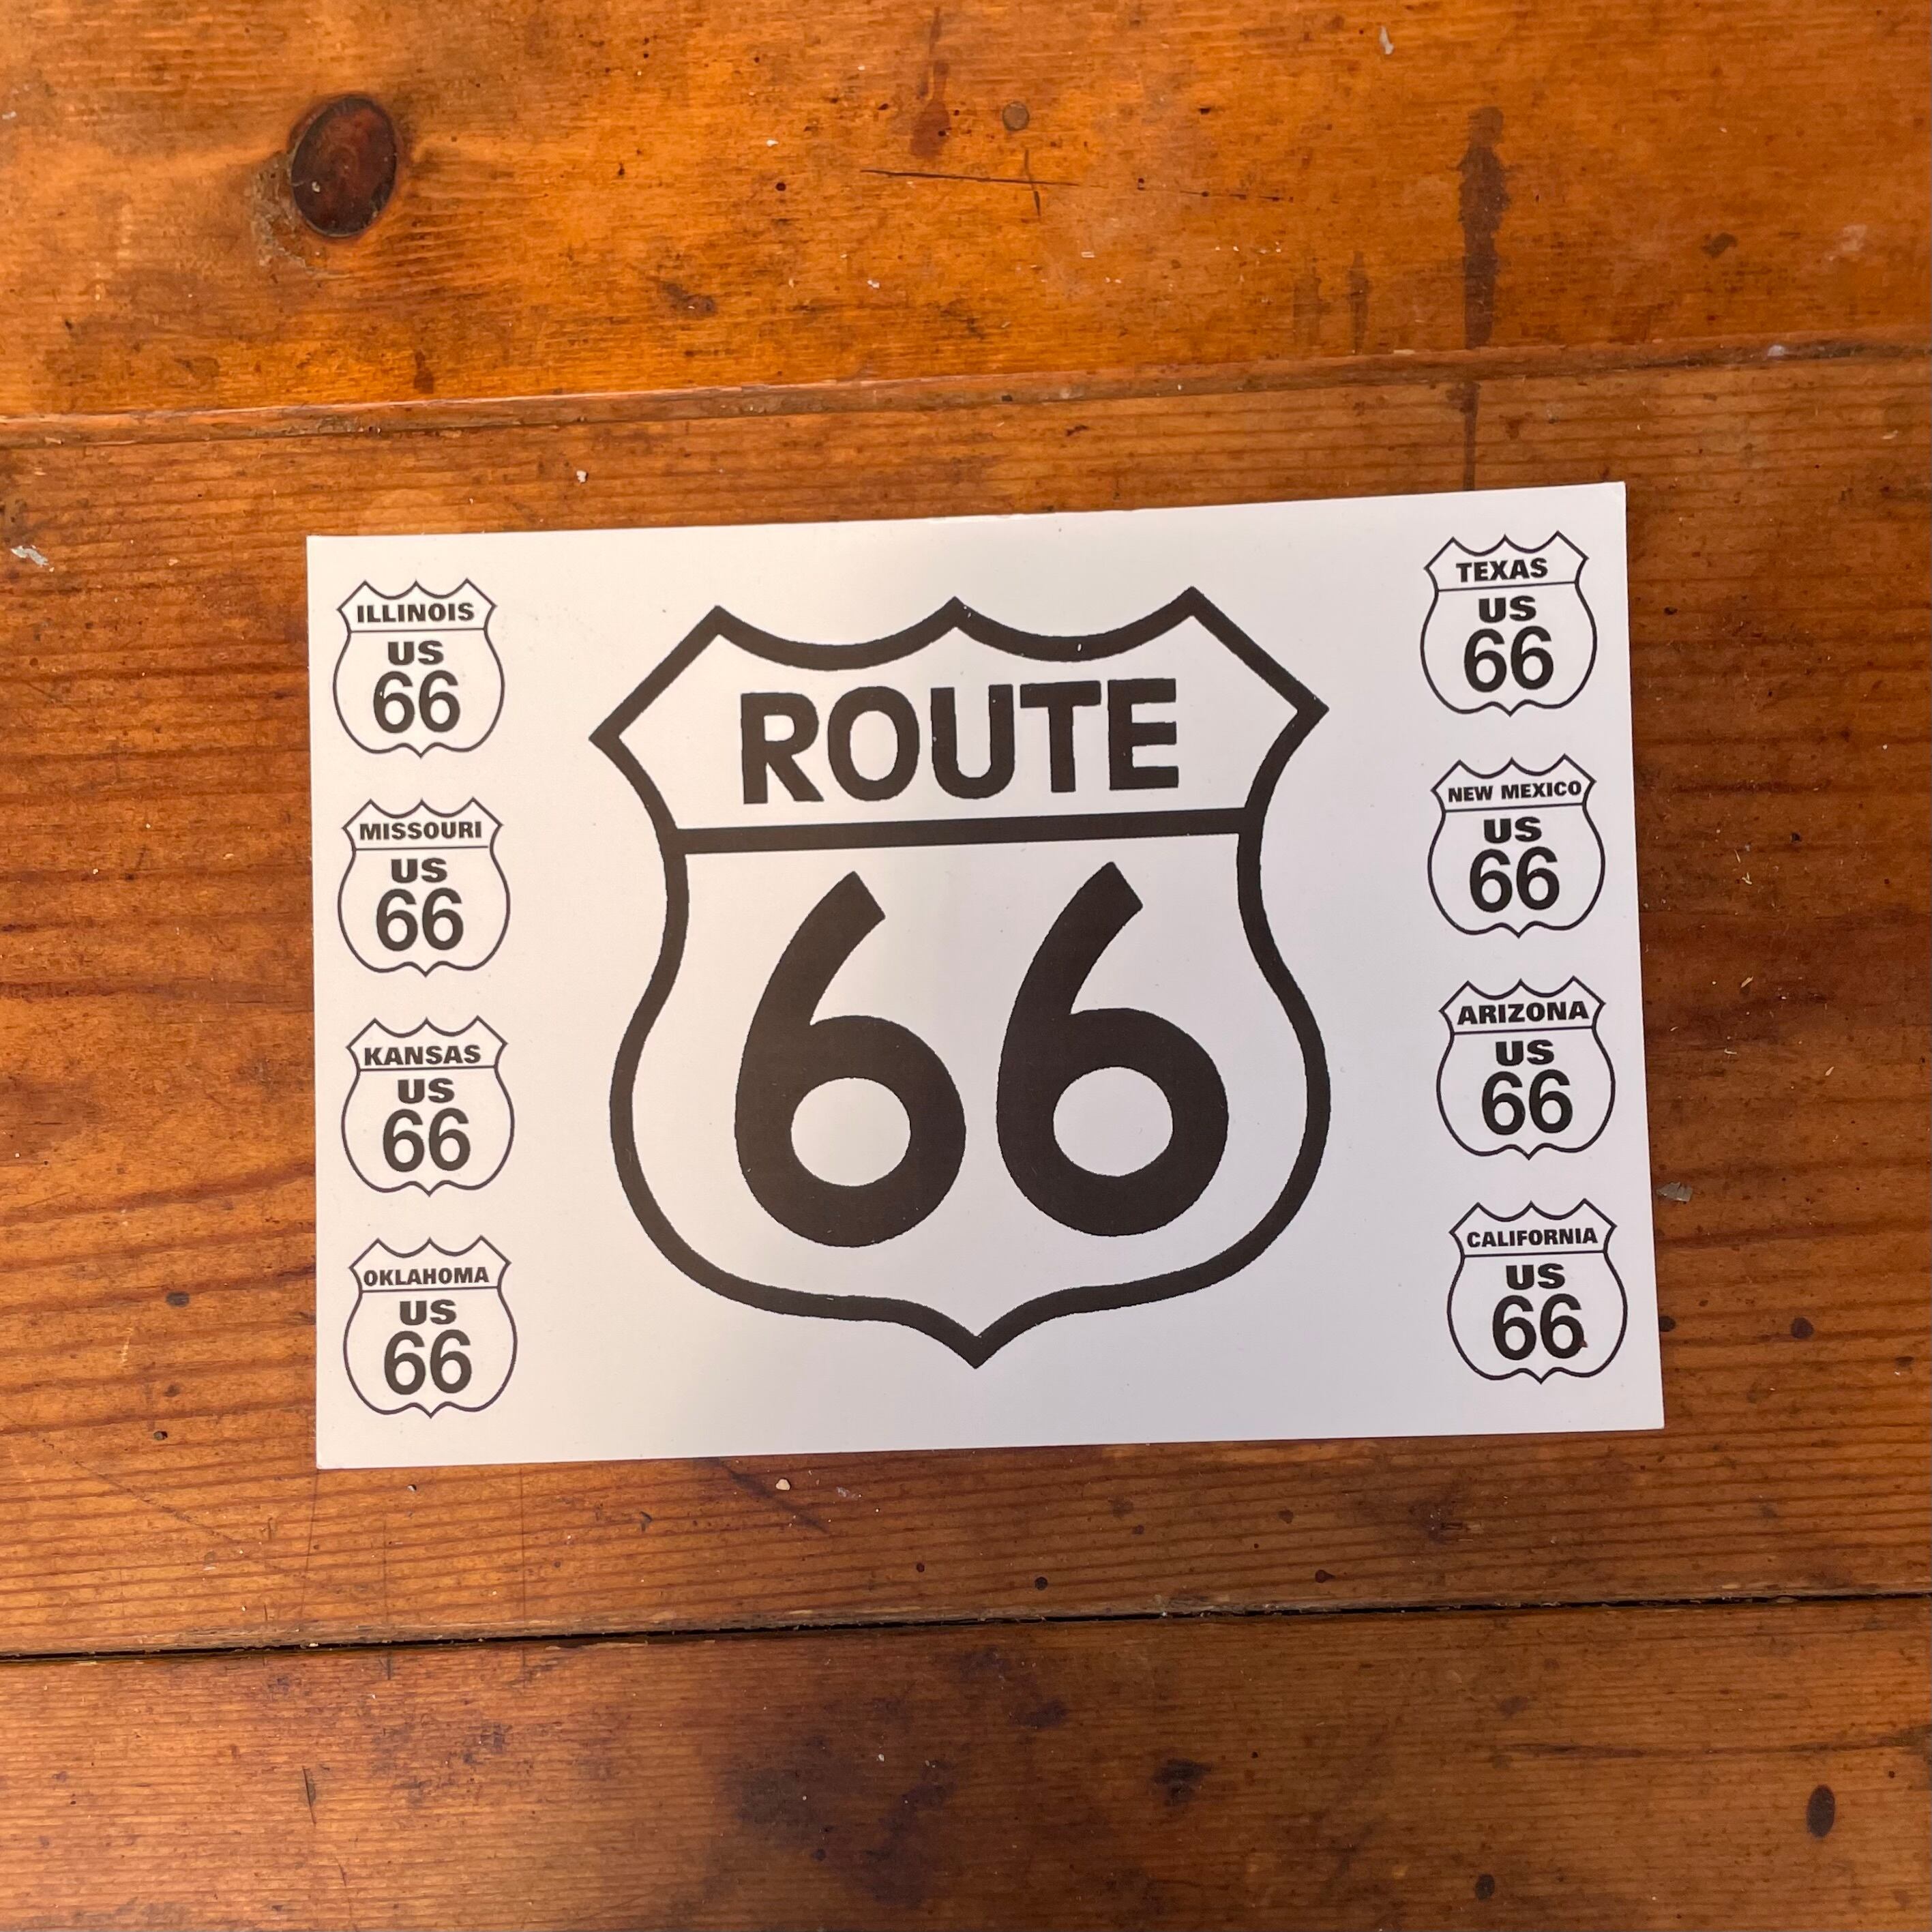 ILLINOIS
US
66
MISSOURI
US
66
KANSAS
US
66
OKLAHOMA
US
66
ROUTE
66
TEXAS
US
66
NEW MEXICO
US
66
ARIZONA
US
66
CALIFORNIA
US
66